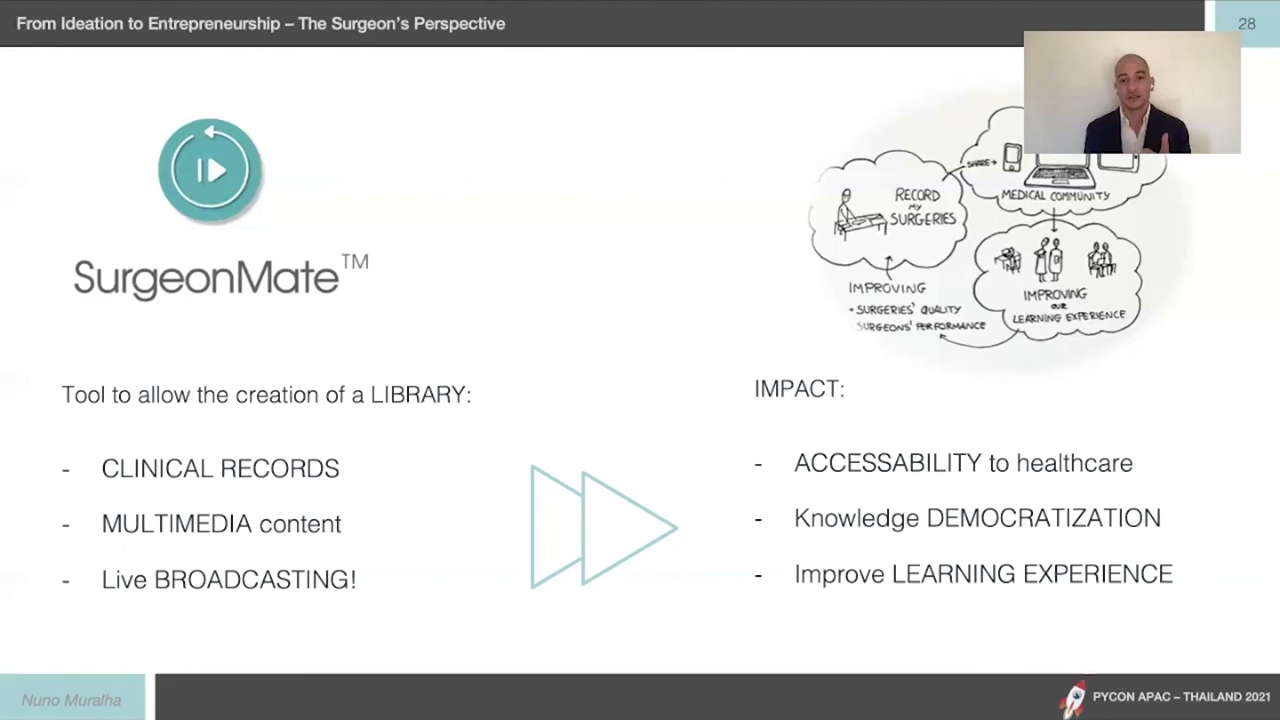 From Ideation to Entrepreneurship – The Surgeon's Perspective
28
SurgeonMate™
SHARE
RECORD
MY
SURGERIES
MEDICAL COMMUNITY
IMPROVING
OUR
LEARNING EXPERIENCE
IMPROVING
+ SURGERIES' QUALITY
SURGEONS' PERFORMANCE
Tool to allow the creation of a LIBRARY:
- CLINICAL RECORDS
- MULTIMEDIA content
- Live BROADCASTING!
IMPACT:
- ACCESSABILITY to healthcare
- Knowledge DEMOCRATIZATION
- Improve LEARNING EXPERIENCE
Nuno Muralha
PYCON APAC – THAILAND 2021